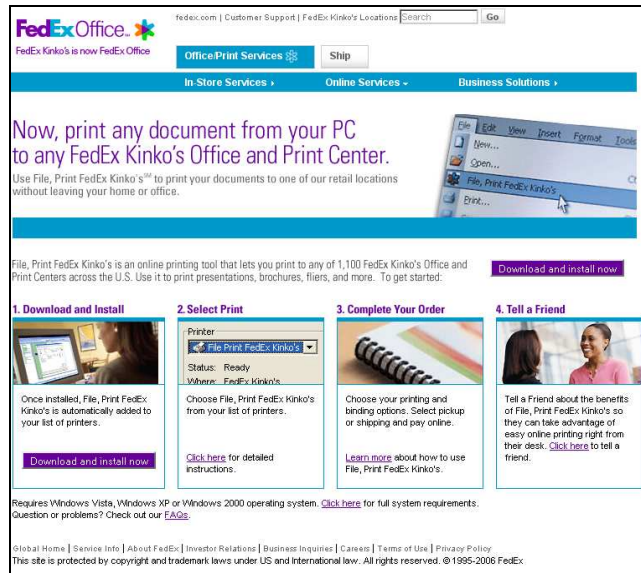 fedex.com | Customer Support | FedEx Kinko's Locations Search Go
FedEx Office
FedEx Kinko's is now FedEx Office
Office/Print Services Ship
In-Store Services Online Services Business Solutions
Now, print any document from your PC
to any FedEx Kinko's Office and Print Center.
Use File, Print FedEx Kinko's℠ to print your documents to one of our retail locations
without leaving your home or office.
File Edit View Insert Format Tools
New...
Open...
File, Print FedEx Kinko's
Print...
File, Print FedEx Kinko's is an online printing tool that lets you print to any of 1,100 FedEx Kinko's Office and
Print Centers across the U.S. Use it to print presentations, brochures, fliers, and more. To get started:
Download and install now
1. Download and Install
Once installed, File, Print FedEx
Kinko's is automatically added to
your list of printers.
Download and install now
2. Select Print
Printer
File Print FedEx Kinko's
Status: Ready
Where: FedEx Kinko's
Choose File, Print FedEx Kinko's
from your list of printers.
Click here for detailed
instructions.
3. Complete Your Order
Choose your printing and
binding options. Select pickup
or shipping and pay online.
Learn more about how to use
File, Print FedEx Kinko's.
4. Tell a Friend
Tell a Friend about the benefits
of File, Print FedEx Kinko's so
they can take advantage of
easy online printing right from
their desk. Click here to tell a
friend.
Requires Windows Vista, Windows XP or Windows 2000 operating system. Click here for full system requirements.
Question or problems? Check out our FAQs.
Global Home | Service Info | About FedEx | Investor Relations | Business Inquiries | Careers | Terms of Use | Privacy Policy
This site is protected by copyright and trademark laws under US and International law. All rights reserved. © 1995-2006 FedEx